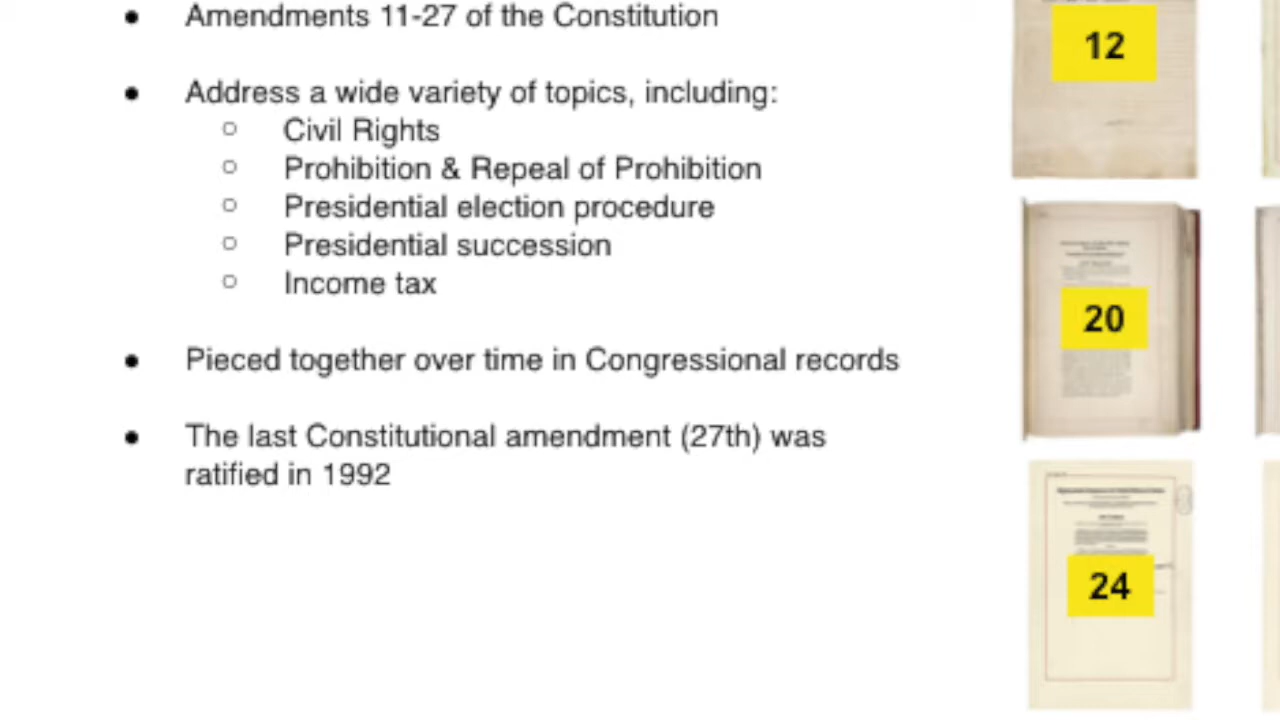 Amendments 11-27 of the Constitution
Address a wide variety of topics, including:
Civil Rights
Prohibition & Repeal of Prohibition
Presidential election procedure
Presidential succession
Income tax
Pieced together over time in Congressional records
The last Constitutional amendment (27th) was
ratified in 1992
12
20
24